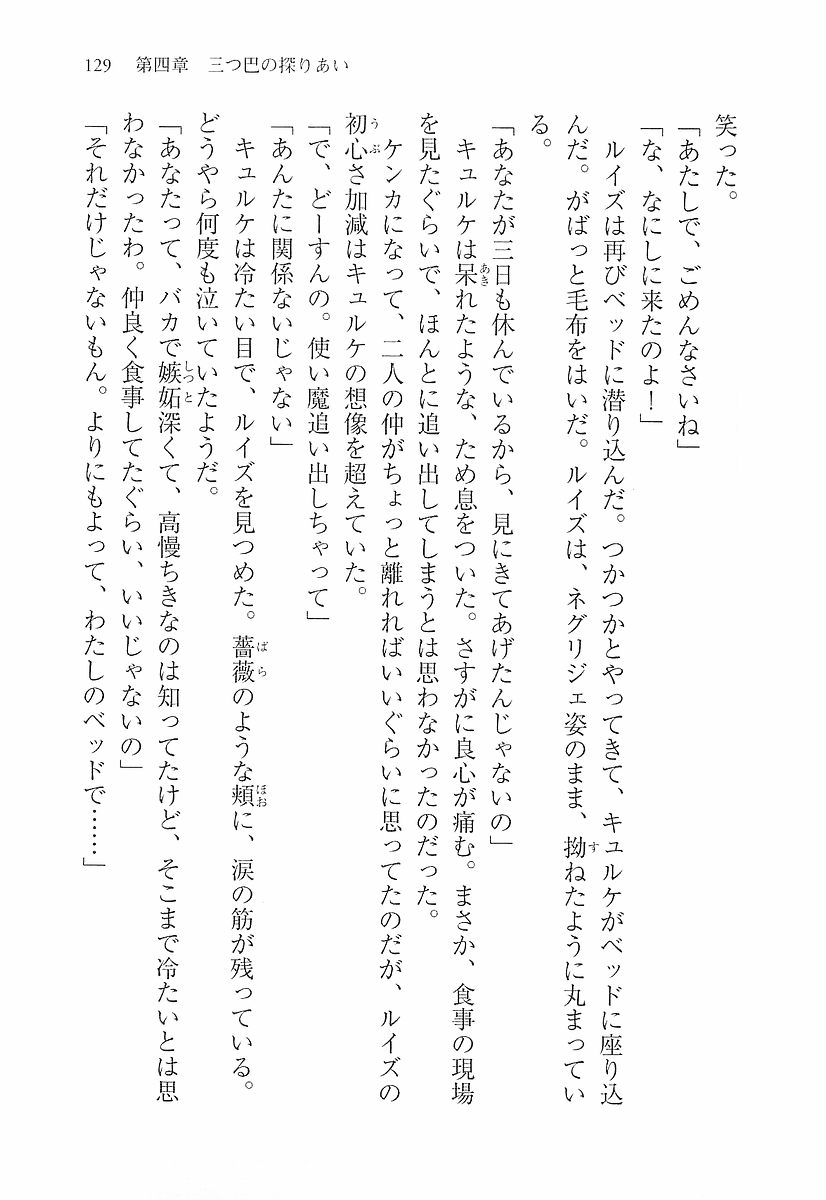 129　第四章　三つ巴の探りあい
笑った。
「あたしで、ごめんなさいね」
「な、なにしに来たのよ！」
　ルイズは再びベッドに潜り込んだ。つかつかとやってきて、キュルケがベッドに座り込
んだ。がばっと毛布をはいだ。ルイズは、ネグリジェ姿のまま、拗ねたように丸まってい
る。
「あなたが三日も休んでいるから、見にきてあげたんじゃないの」
　キュルケは呆れたような、ため息をついた。さすがに良心が痛む。まさか、食事の現場
を見たぐらいで、ほんとに追い出してしまうとは思わなかったのだった。
　ケンカになって、二人の仲がちょっと離れればいいぐらいに思ってたのだが、ルイズの
初心さ加減はキュルケの想像を超えていた。
「で、どーすんの。使い魔追い出しちゃって」
「あんたに関係ないじゃない」
　キュルケは冷たい目で、ルイズを見つめた。薔薇のような頬に、涙の筋が残っている。
どうやら何度も泣いていたようだ。
「あなたって、バカで嫉妬深くて、高慢ちきなのは知ってたけど、そこまで冷たいとは思
わなかったわ。仲良く食事してたぐらい、いいじゃないの」
「それだけじゃないもん。よりにもよって、わたしのベッドで……」